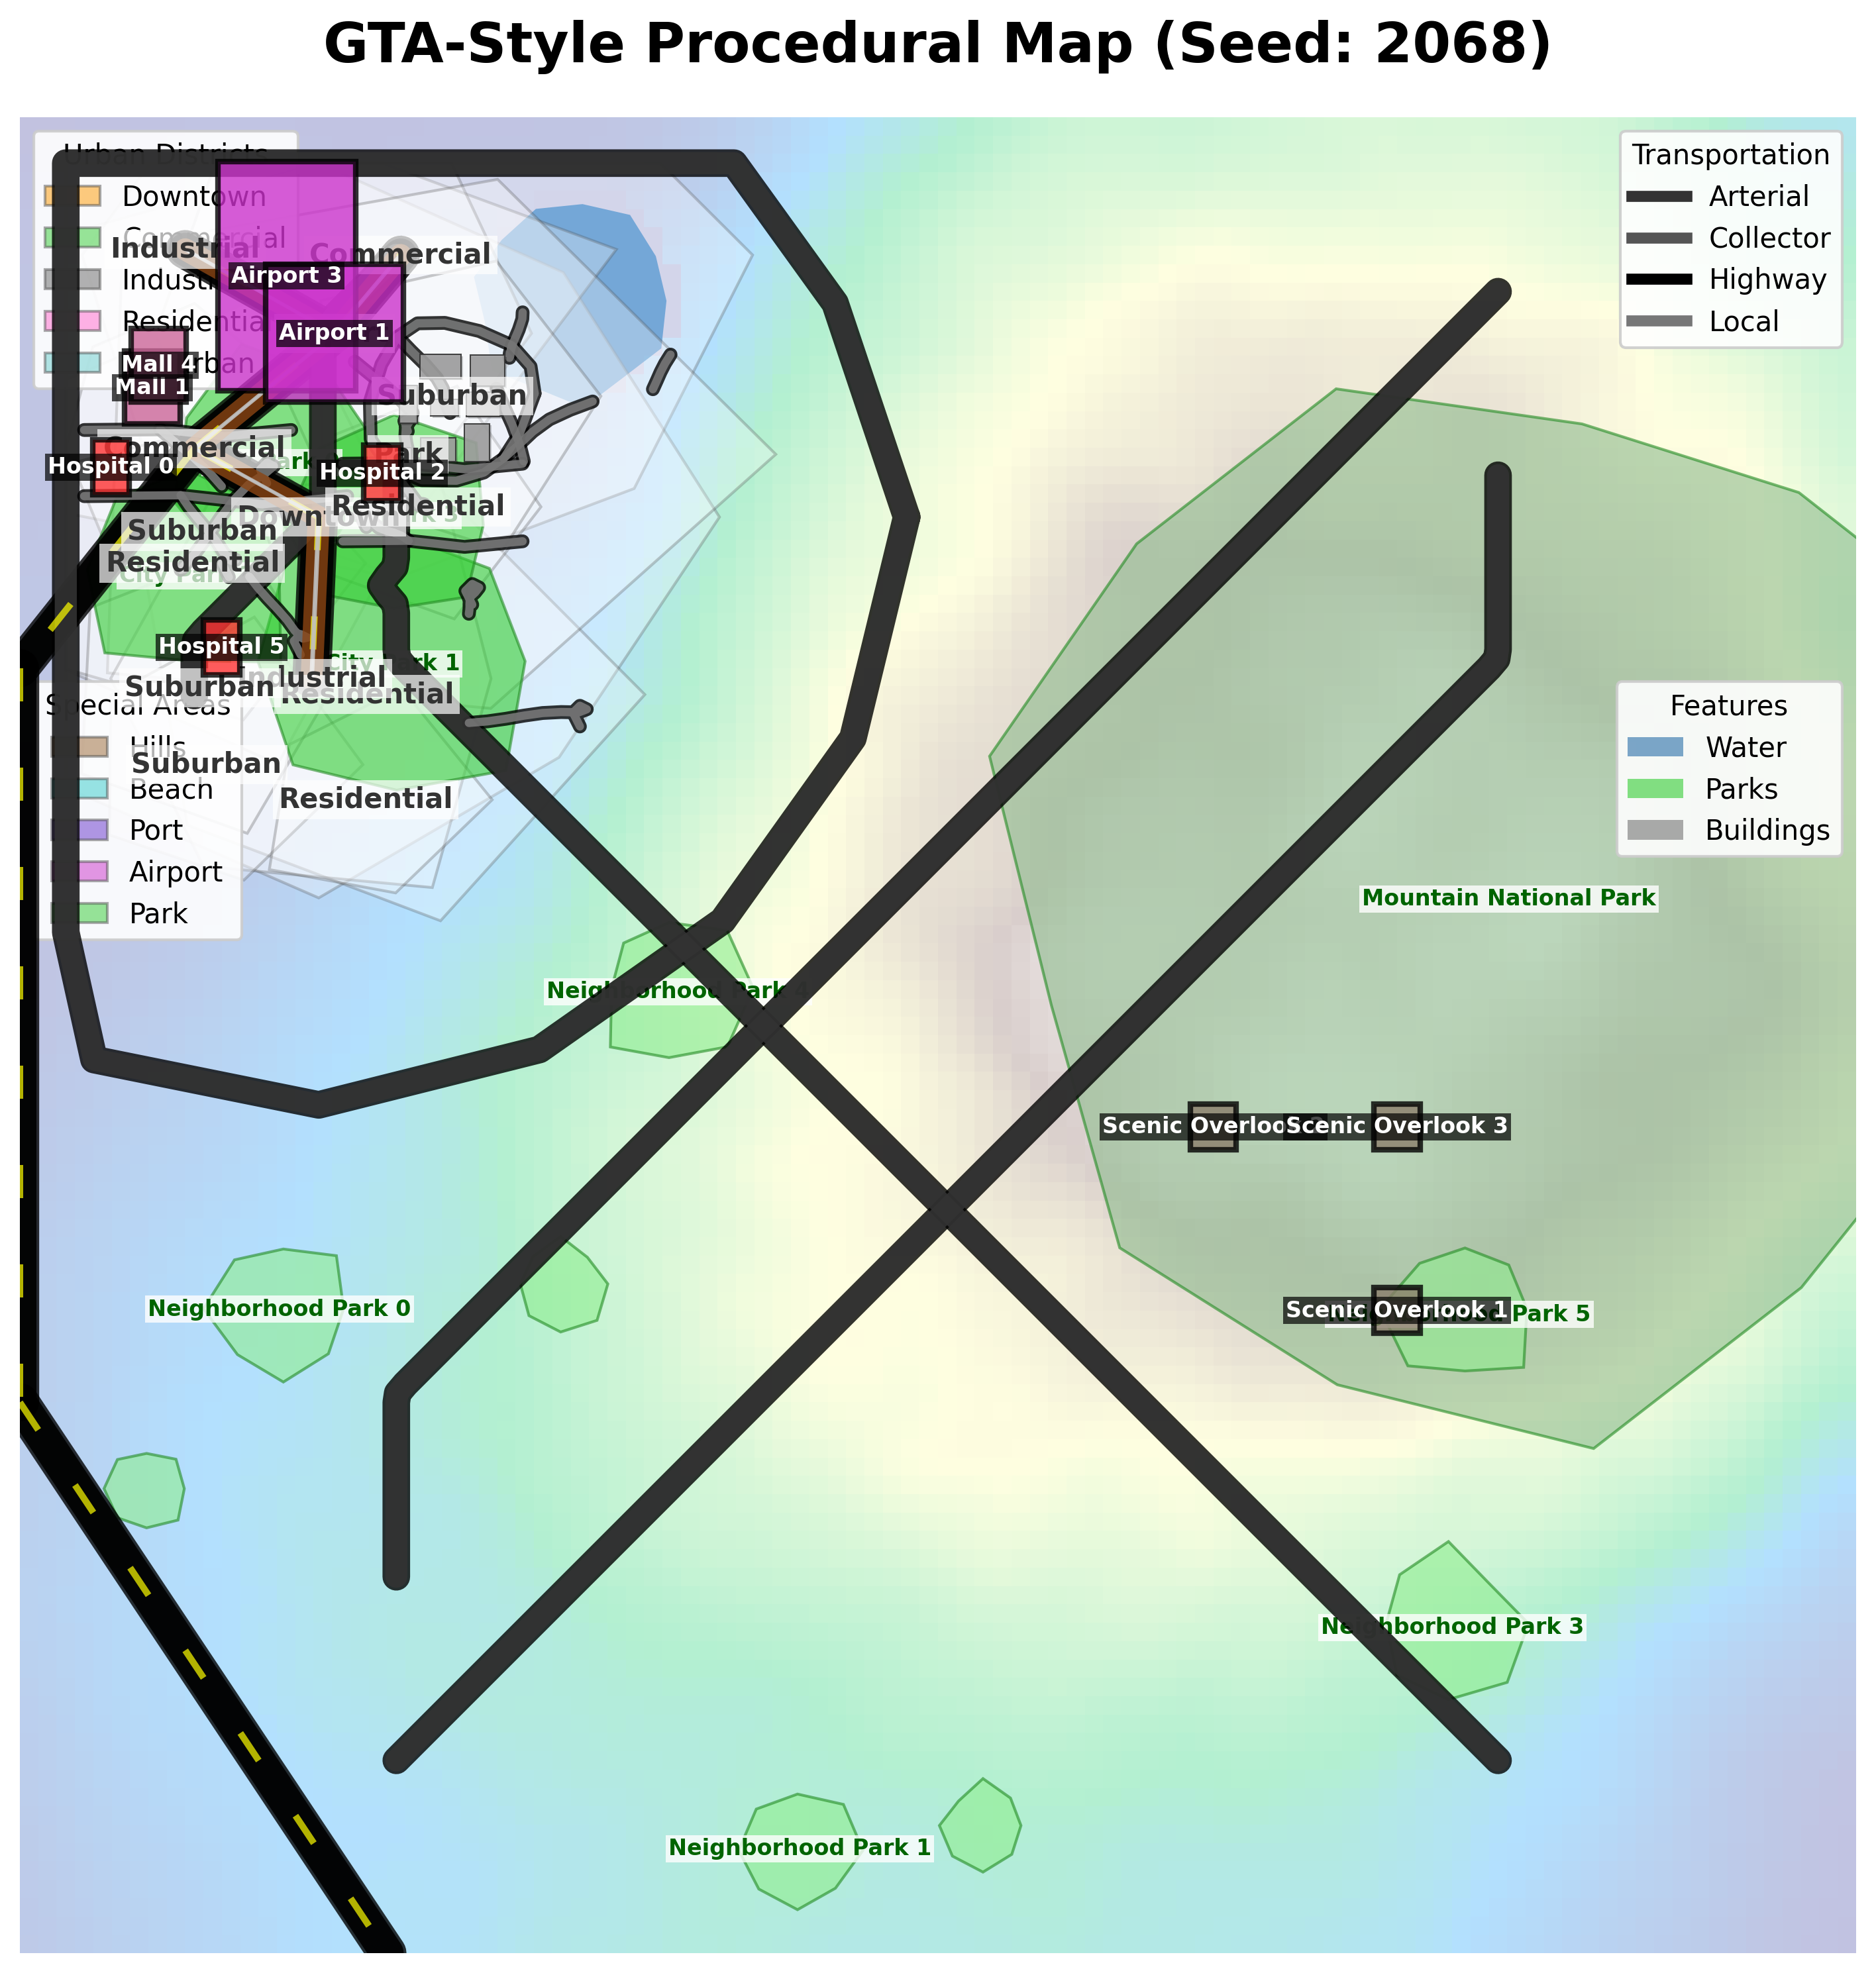 GTA-Style Procedural Map (Seed: 2068)
Urban Districts
Downtown
Commercial
Industrial
Residential
Transportation
Arterial
Collector
Highway
Local
Industrial
Commercial
Airport 3
Airport 1
Mall 4
Mall 1
Suburban
Commercial
Park
Hospital 0
Hospital 2
Residential
Downtown
Suburban
Residential
City Park
Hospital 5
City Park 1
Industrial
Suburban
Residential
Special Areas
Hills
Beach
Port
Airport
Park
Suburban
Residential
Features
Water
Parks
Buildings
Mountain National Park
Neighborhood Park 4
Scenic Overlook
Scenic Overlook 3
Neighborhood Park 0
Scenic Overlook 1
Park 5
Neighborhood Park 3
Neighborhood Park 1